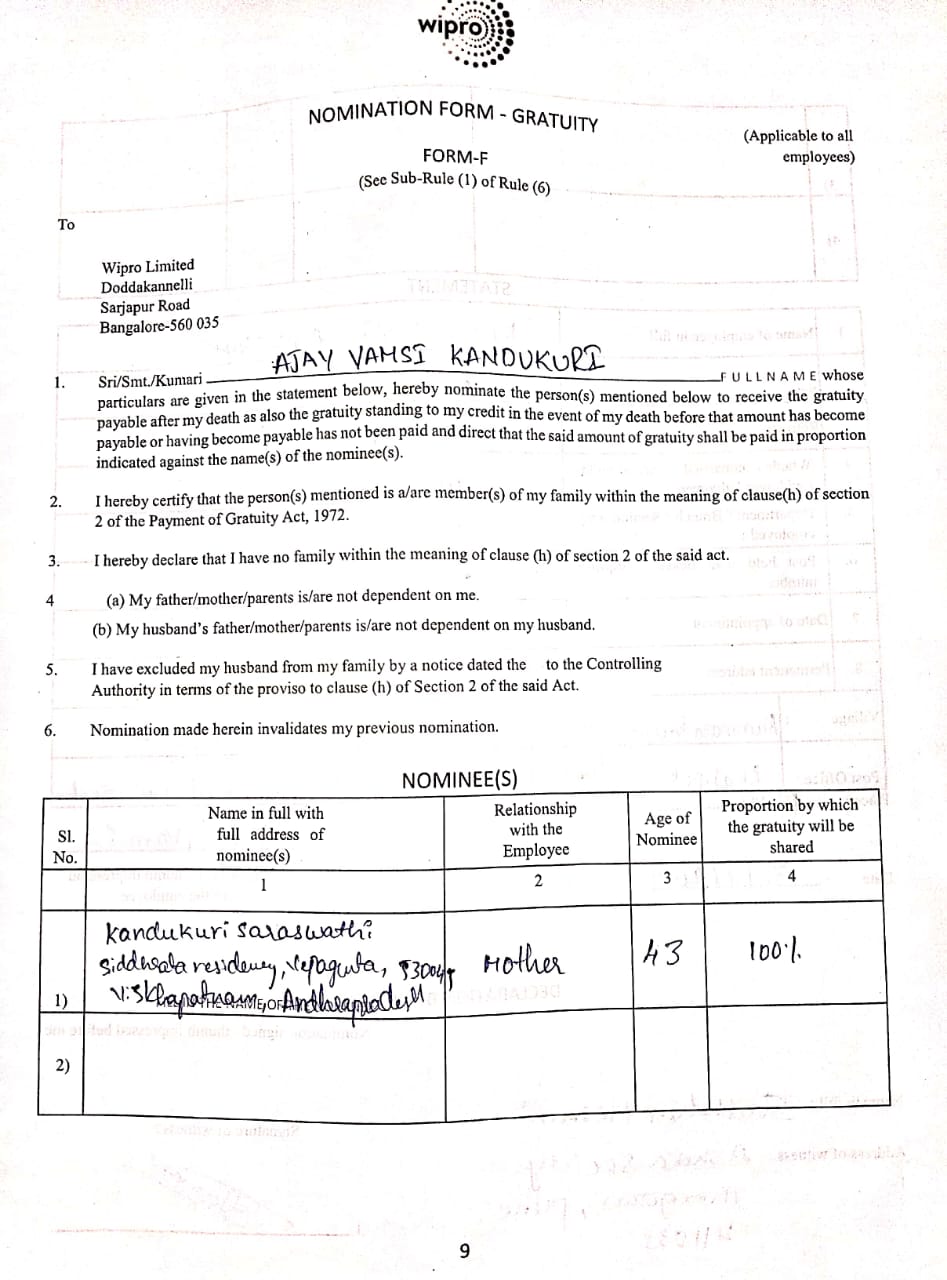 wipro
NOMINATION FORM - GRATUITY
(Applicable to all
employees)
FORM-F
(See Sub-Rule (1) of Rule (6)
To
Wipro Limited
Doddakannelli
Sarjapur Road
Bangalore-560 035
1. Sri/Smt./Kumari AJAY VAMSI KANDUKURI FULLNAME whose
particulars are given in the statement below, hereby nominate the person(s) mentioned below to receive the gratuity
payable after my death as also the gratuity standing to my credit in the event of my death before that amount has become
payable or having become payable has not been paid and direct that the said amount of gratuity shall be paid in proportion
indicated against the name(s) of the nominee(s).
2. I hereby certify that the person(s) mentioned is a/are member(s) of my family within the meaning of clause(h) of section
2 of the Payment of Gratuity Act, 1972.
3. I hereby declare that I have no family within the meaning of clause (h) of section 2 of the said act.
4 (a) My father/mother/parents is/are not dependent on me.
(b) My husband's father/mother/parents is/are not dependent on my husband.
5. I have excluded my husband from my family by a notice dated the to the Controlling
Authority in terms of the proviso to clause (h) of Section 2 of the said Act.
6. Nomination made herein invalidates my previous nomination.
NOMINEE(S)
Sl. No. Name in full with full address of nominee(s) Relationship with the Employee Age of Nominee Proportion by which the gratuity will be shared
1 2 3 4
Kandukuri Saraswathi
residency, 
1) Mother 43 100%
2)
9